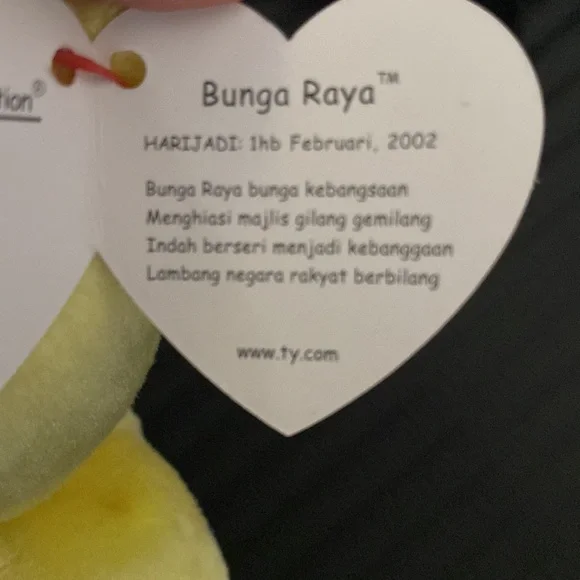 tion®
Bunga Raya™
HARIJADI: 1hb Februari, 2002
Bunga Raya bunga kebangsaan
Menghiasi majlis gilang gemilang
Indah berseri menjadi kebanggaan
Lambang negara rakyat berbilang
www.ty.com